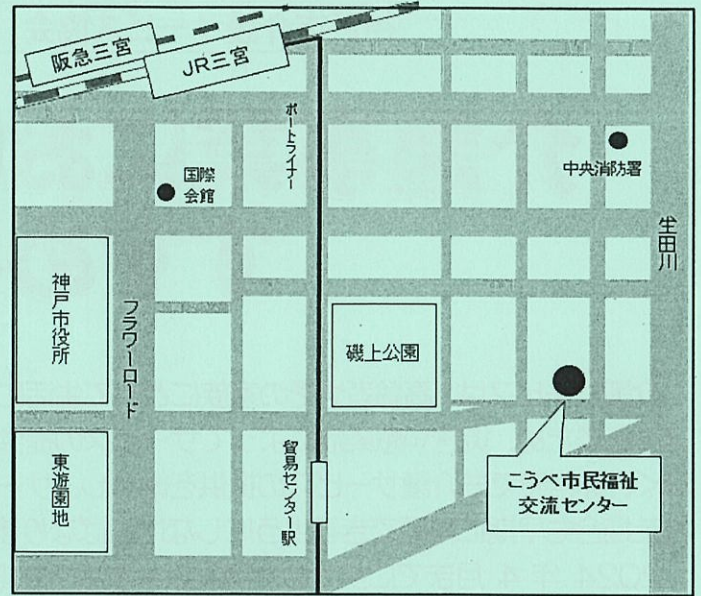 阪急三宮
JR三宮
ポートライナー
国際
会館
中央消防署
生田川
神戸市役所
フラワーロード
磯上公園
東遊園地
貿易センター駅
こうべ市民福祉
交流センター